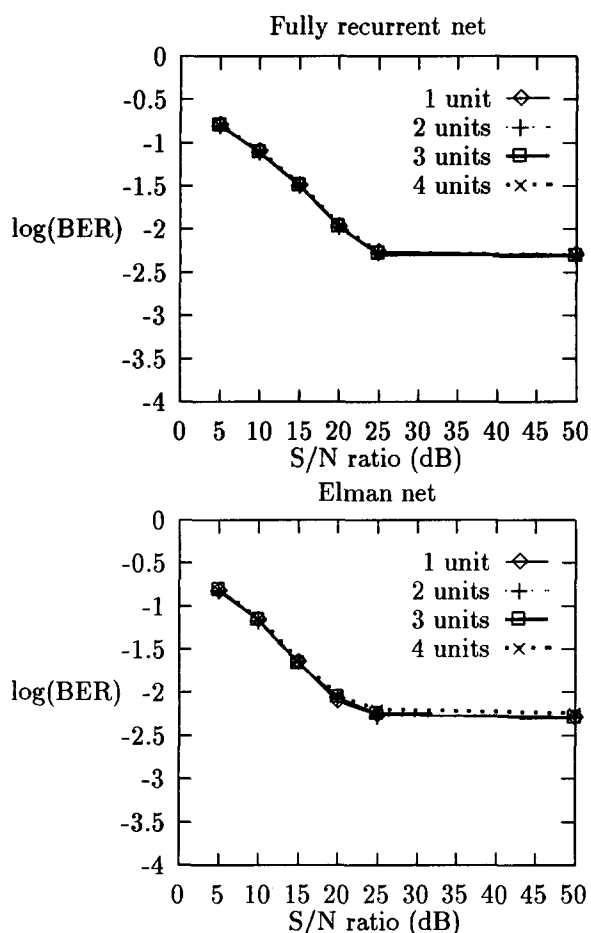 Fully recurrent net
0
-0.5
-1
-1.5
-2
-2.5
-3
-3.5
-4
log(BER)
1 unit
2 units
3 units
4 units
0 5 10 15 20 25 30 35 40 45 50
S/N ratio (dB)
Elman net
0
-0.5
-1
-1.5
-2
-2.5
-3
-3.5
-4
log(BER)
1 unit
2 units
3 units
4 units
0 5 10 15 20 25 30 35 40 45 50
S/N ratio (dB)